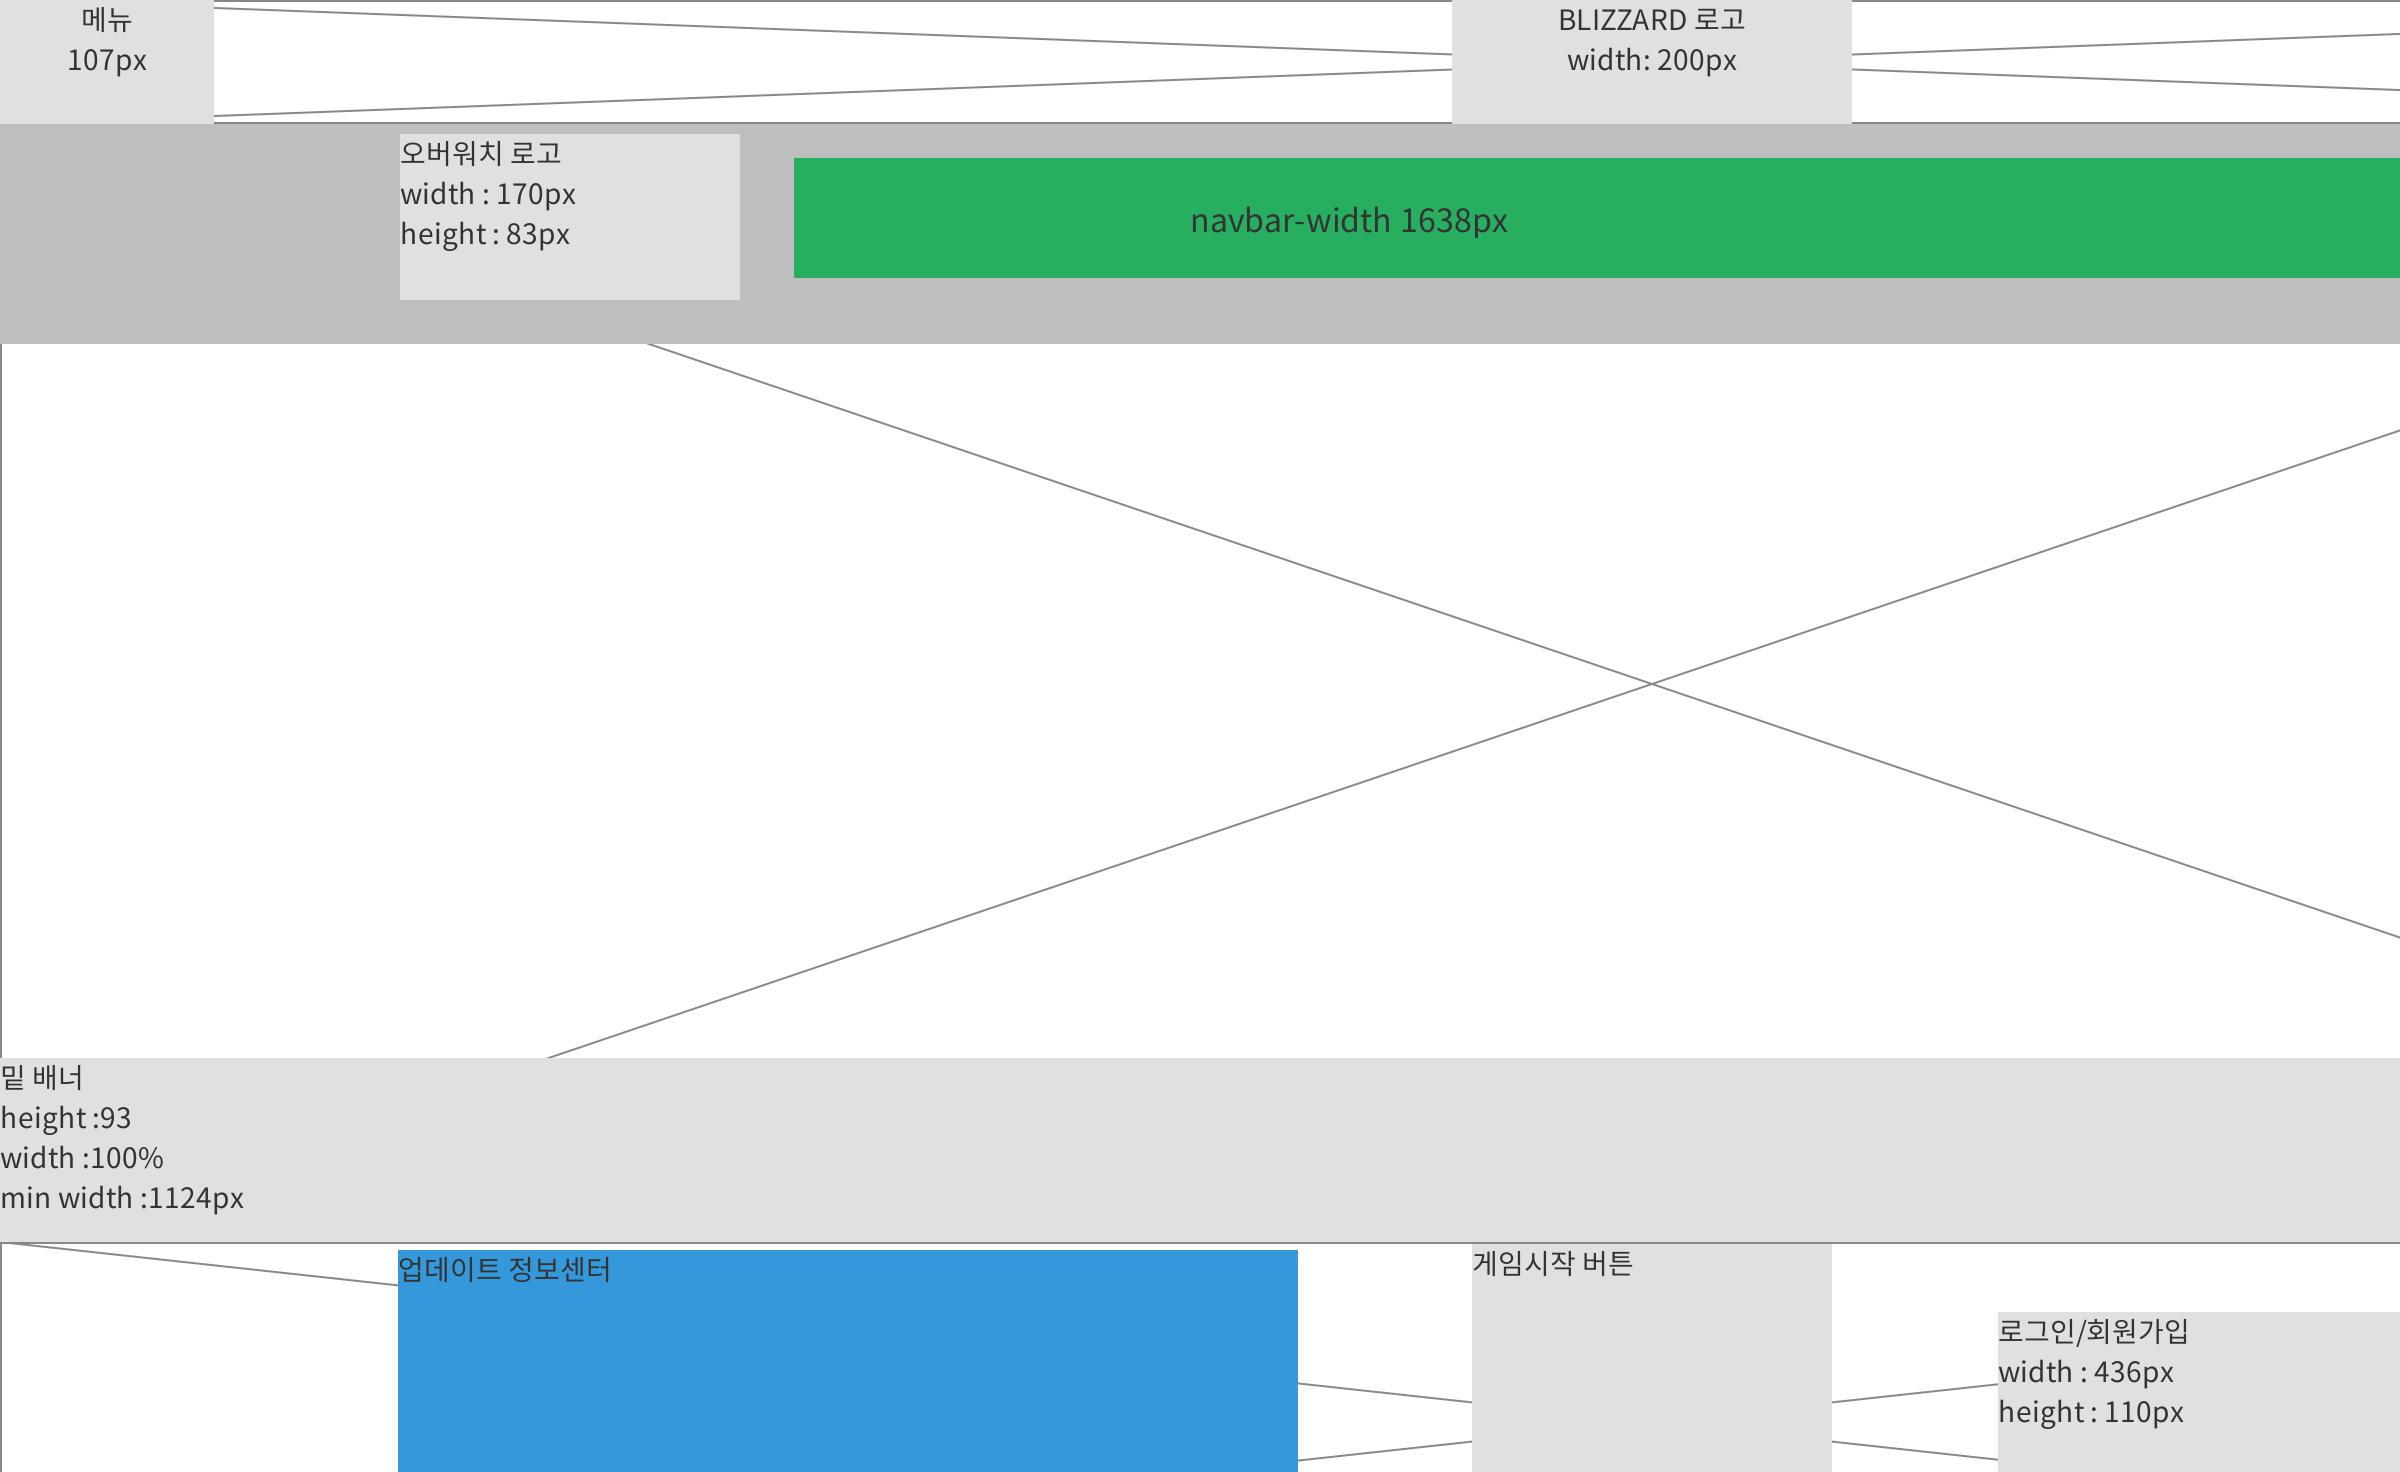 메뉴
107px
BLIZZARD 로고
width: 200px
오버워치 로고
width : 170px
height : 83px
navbar-width 1638px
밑 배너
height :93
width :100%
min width :1124px
업데이트 정보센터
게임시작 버튼
로그인/회원가입
width : 436px
height : 110px